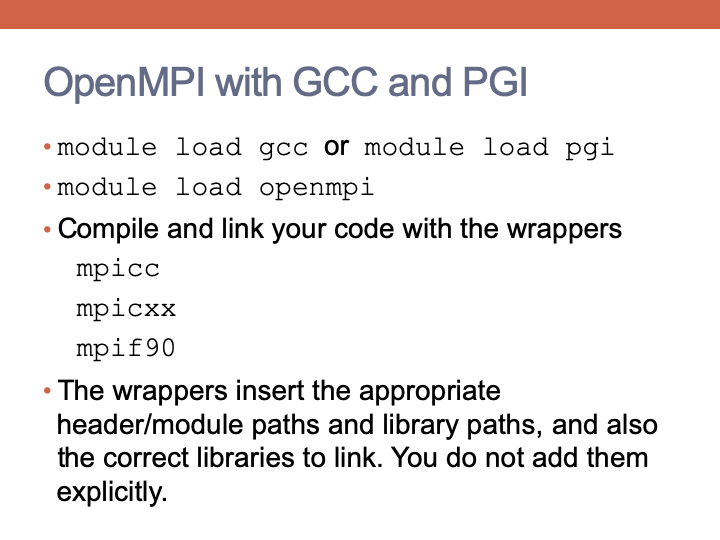 OpenMPI with GCC and PGI
• module load gcc or module load pgi
• module load openmpi
• Compile and link your code with the wrappers
mpicc
mpicxx
mpif90
• The wrappers insert the appropriate
header/module paths and library paths, and also
the correct libraries to link. You do not add them
explicitly.